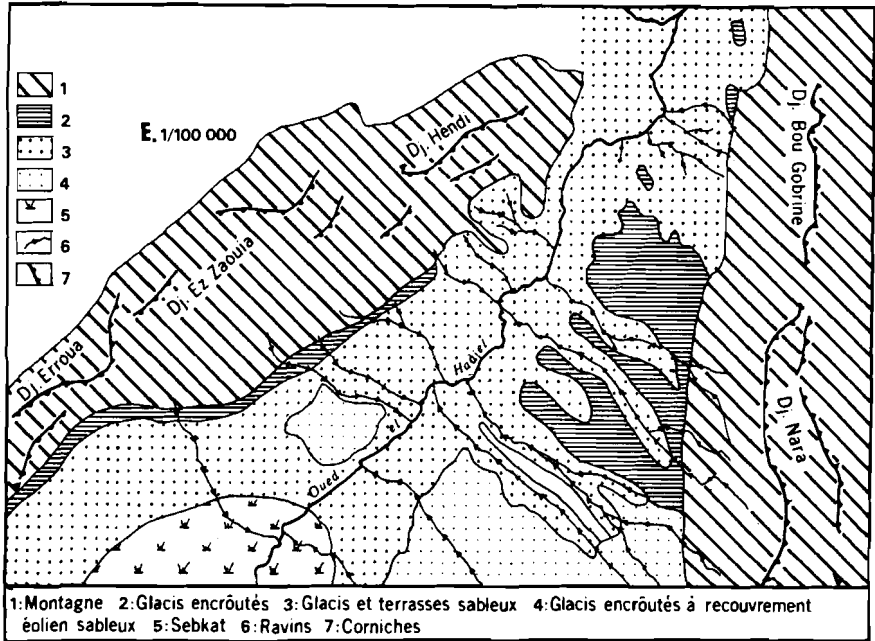 1
2
3
4
5
6
7
E. 1/100 000
Dj. Hendi
Dj. Bou Gobrine
Dj. Ez Zaouia
Dj. Erroua
Dj. Nara
Oued el Hadjel
1:Montagne 2:Glacis encroûtés 3:Glacis et terrasses sableux 4:Glacis encroûtés à recouvrement
éolien sableux 5:Sebkat 6:Ravins 7:Corniches